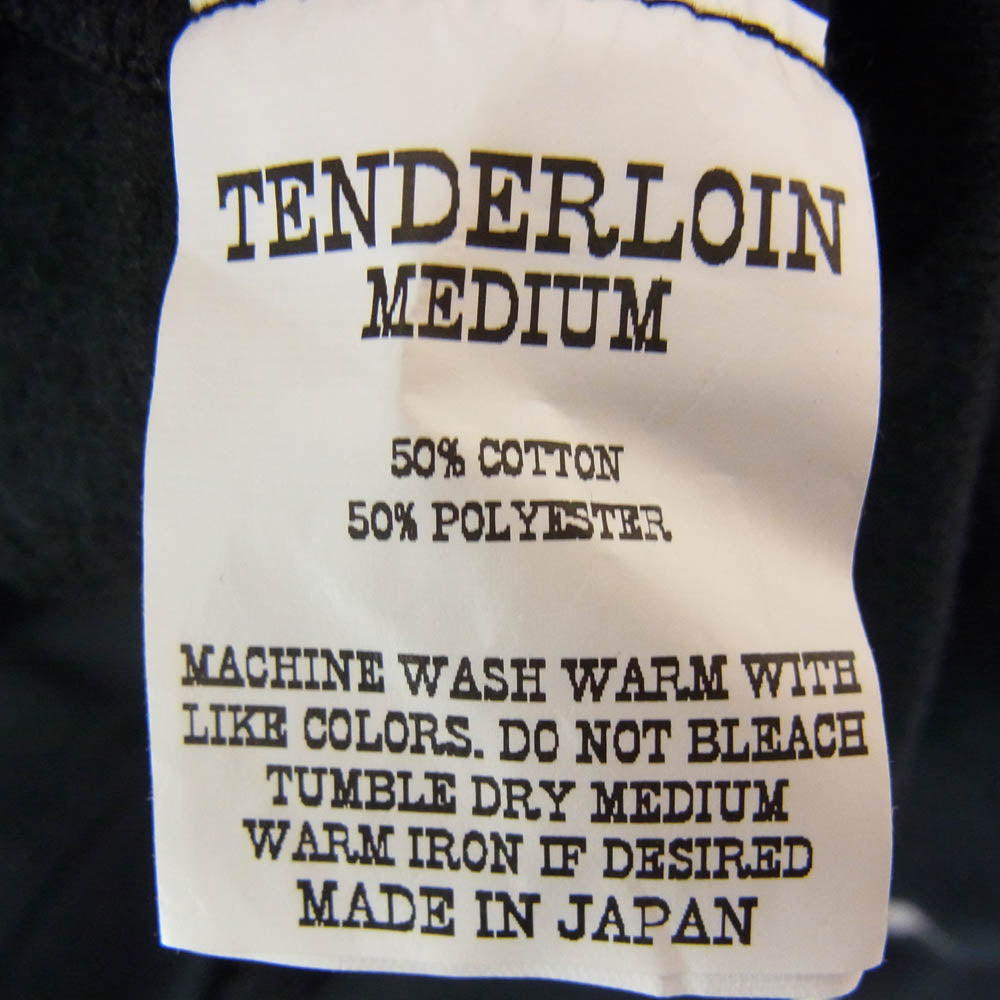 TENDERLOIN
MEDIUM
50% COTTON
50% POLYESTER
MACHINE WASH WARM WITH
LIKE COLORS. DO NOT BLEACH
TUMBLE DRY MEDIUM
WARM IRON IF DESIRED
MADE IN JAPAN